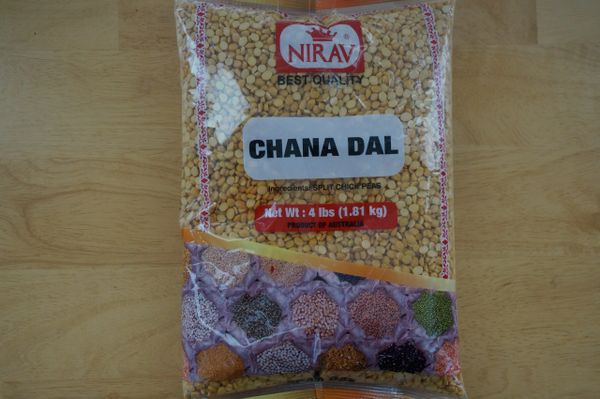 NIRAV
BEST QUALITY
CHANA DAL
Ingredients: SPLIT CHICK PEAS
Net Wt : 4 lbs (1.81 kg)
PRODUCT OF AUSTRALIA